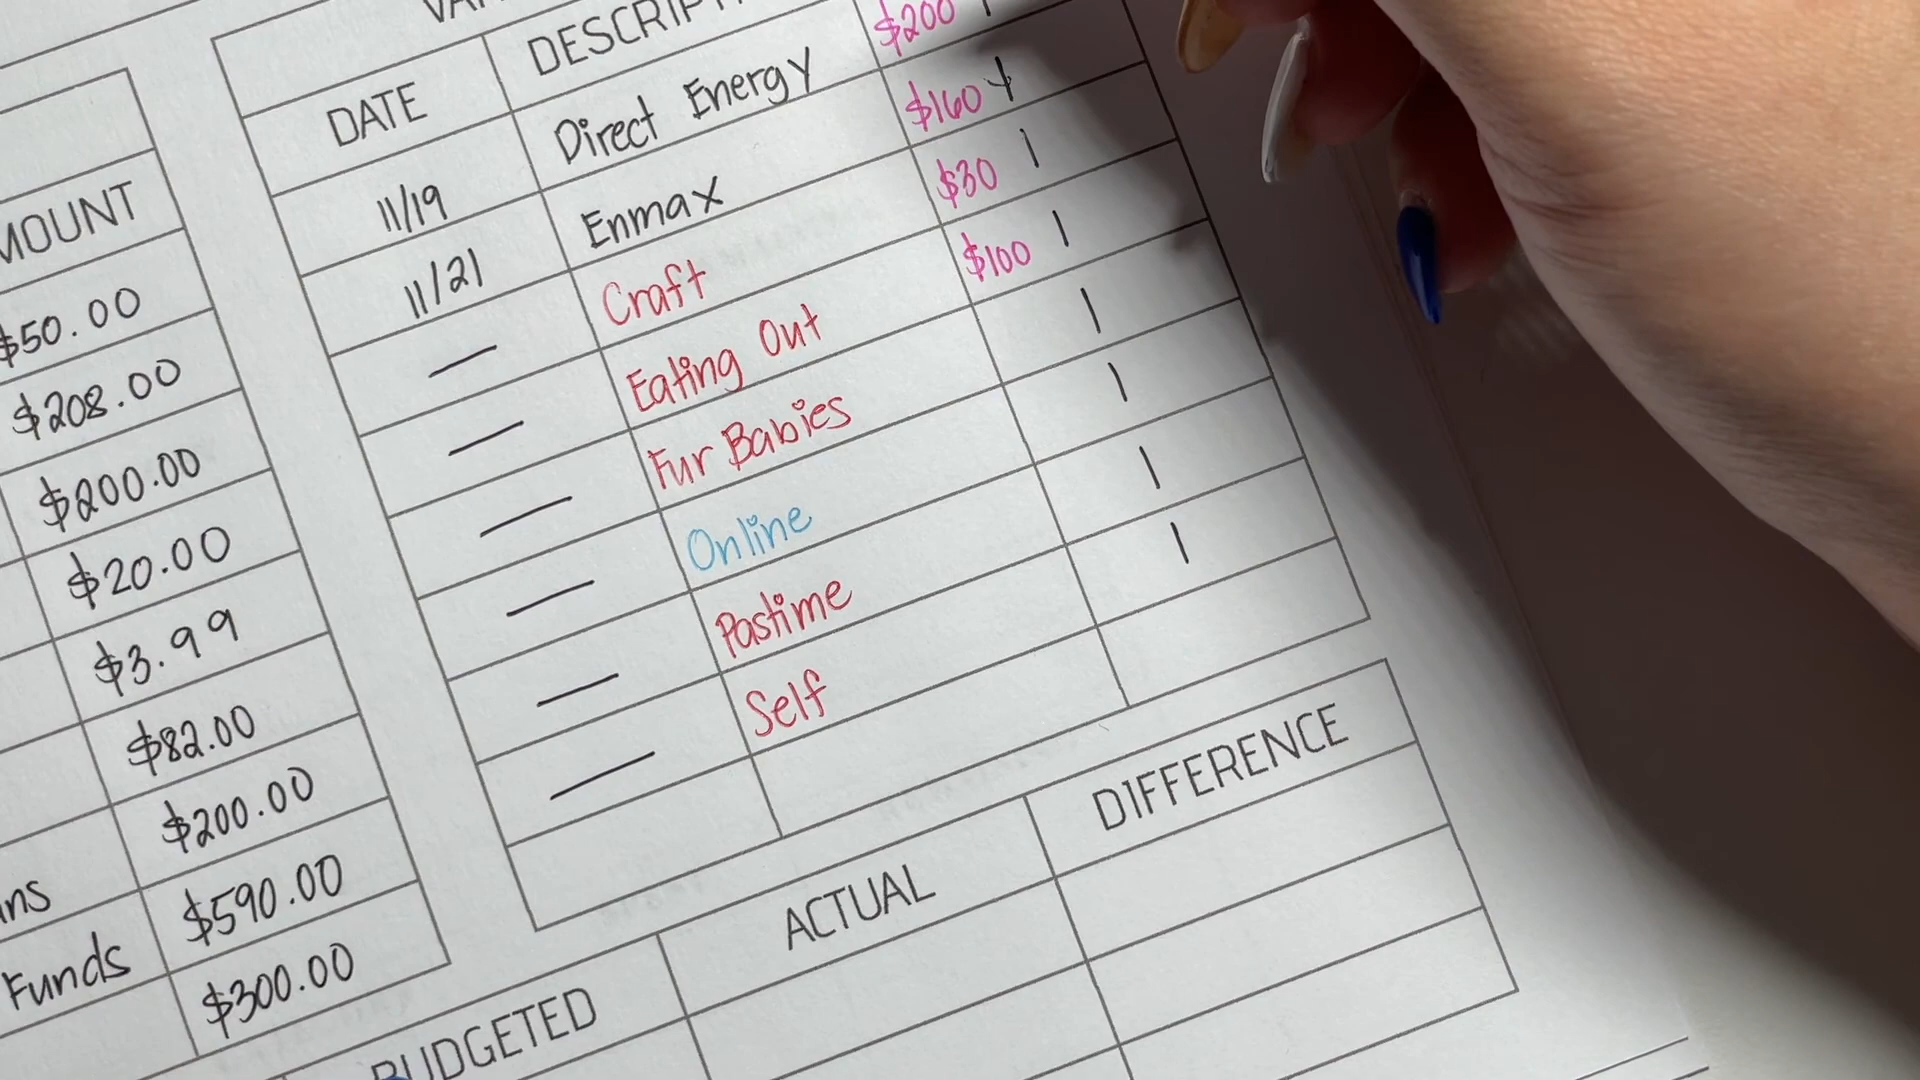 MOUNT
$50.00
$208.00
$200.00
$20.00
$3.99
$82.00
$200.00
ns $590.00
Funds $300.00
VAR
DATE DESCRIPT
11/19 Direct Energy $200 /
11/21 Enmax $160 /
— Craft $30 /
— Eating Out $100 /
— Fur Babies /
— Online /
— Pastime /
— Self /
BUDGETED ACTUAL DIFFERENCE